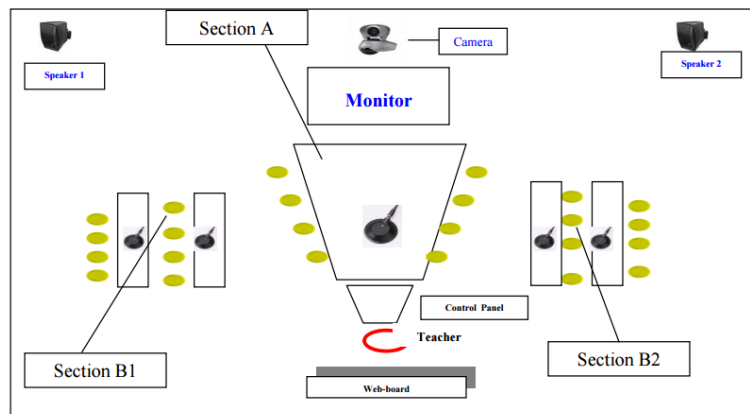 Section A
Camera
Speaker 1
Speaker 2
Monitor
Control Panel
Teacher
Section B1
Section B2
Web-board